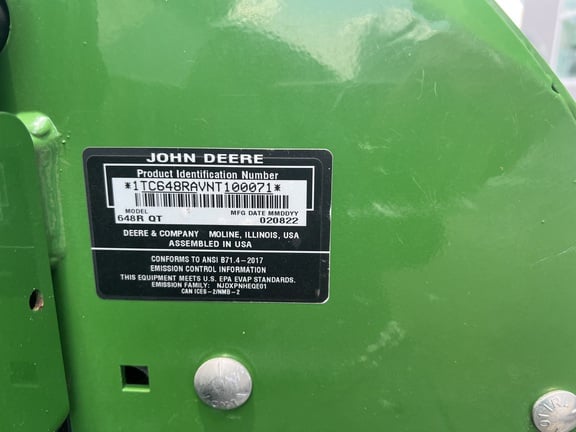 JOHN DEERE
Product Identification Number
*1TC648RAVNT100071*
MODEL MFG DATE MMDDYY
648R QT 020822
DEERE & COMPANY MOLINE, ILLINOIS, USA
ASSEMBLED IN USA
CONFORMS TO ANSI B71.4-2017
EMISSION CONTROL INFORMATION
THIS EQUIPMENT MEETS U.S. EPA EVAP STANDARDS.
EMISSION FAMILY: NJDXPNHEQE01
CAN ICES-2/NMB-2